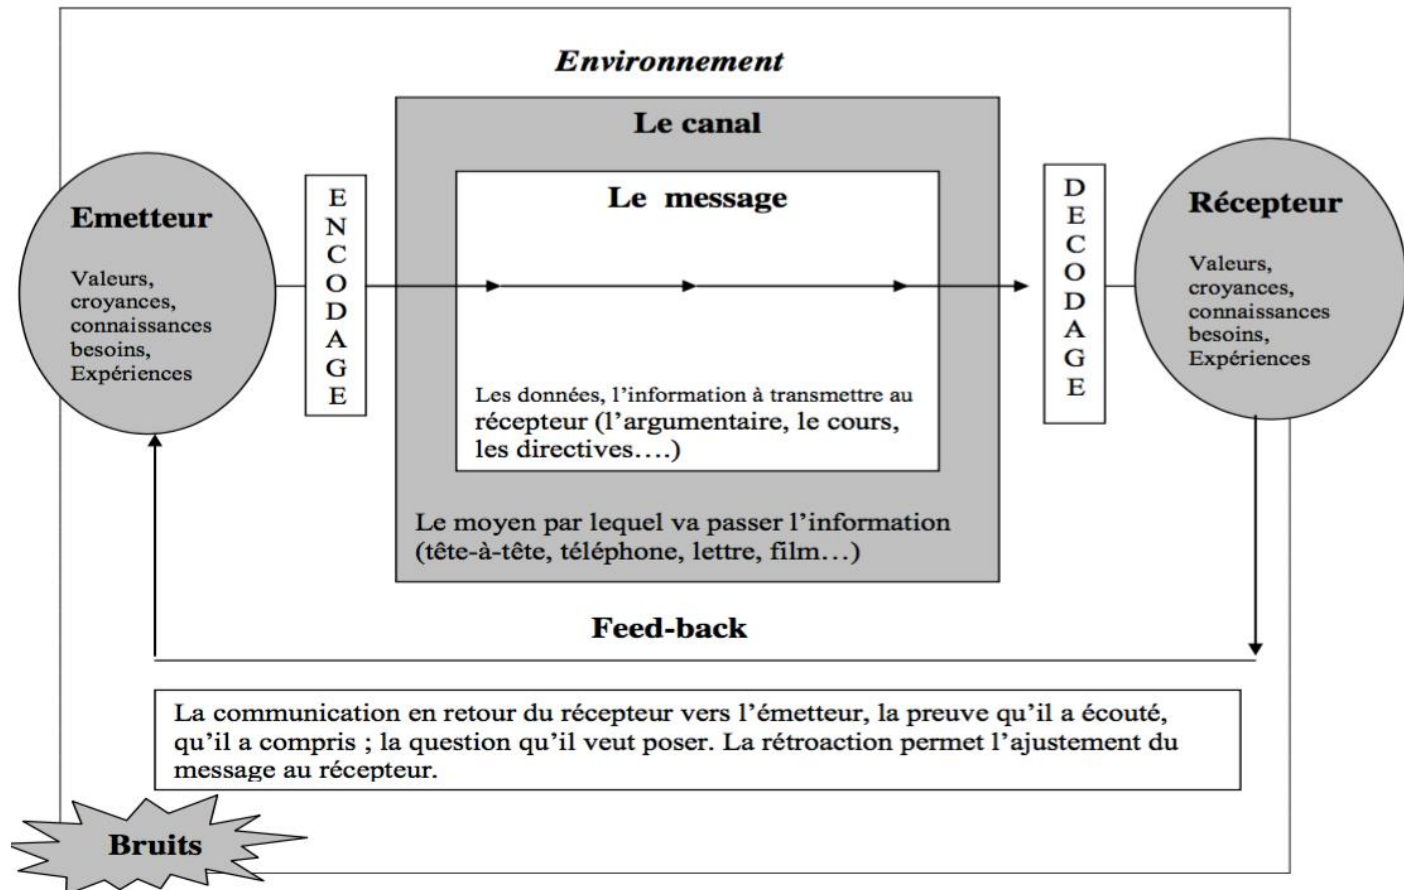 Environnement
Le canal
Le message
Emetteur
Valeurs,
croyances,
connaissances
besoins,
Expériences
ENCODAGE
Les données, l’information à transmettre au
récepteur (l’argumentaire, le cours,
les directives….)
Le moyen par lequel va passer l’information
(tête-à-tête, téléphone, lettre, film…)
DECODAGE
Récepteur
Valeurs,
croyances,
connaissances
besoins,
Expériences
Feed-back
La communication en retour du récepteur vers l’émetteur, la preuve qu’il a écouté,
qu’il a compris ; la question qu’il veut poser. La rétroaction permet l’ajustement du
message au récepteur.
Bruits